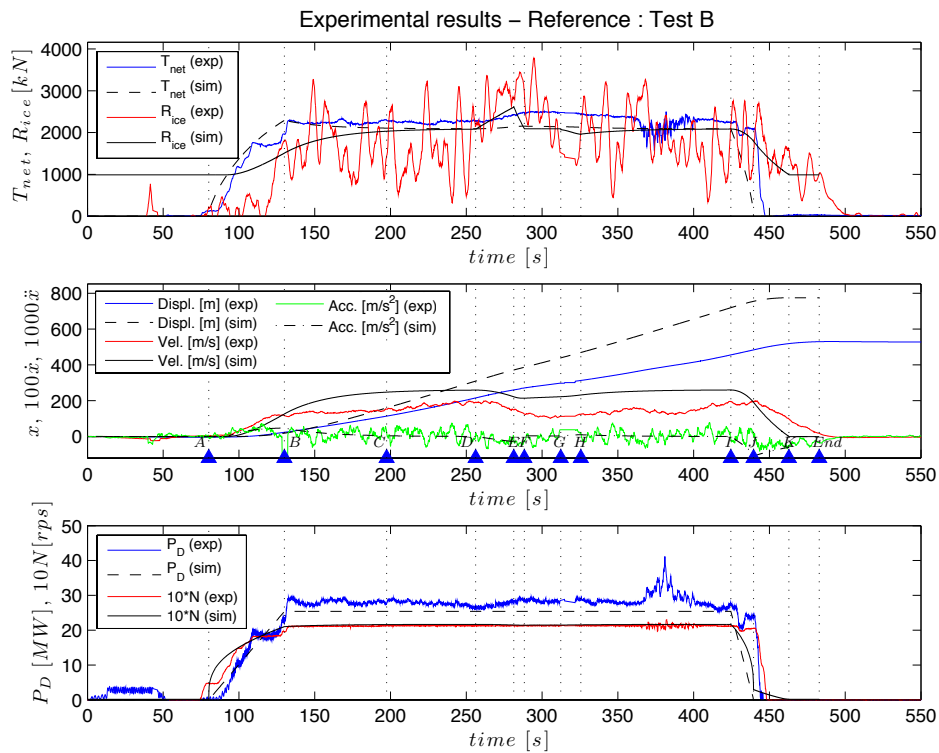 Experimental results − Reference : Test B
T_net, R_ice [kN]
4000
3000
2000
1000
0
T_net (exp)
T_net (sim)
R_ice (exp)
R_ice (sim)
0 50 100 150 200 250 300 350 400 450 500 550
time [s]
x, 100ẋ, 1000ẍ
800
600
400
200
0
Displ. [m] (exp)
Displ. [m] (sim)
Vel. [m/s] (exp)
Vel. [m/s] (sim)
Acc. [m/s²] (exp)
Acc. [m/s²] (sim)
A B C D E F G H I J K End
0 50 100 150 200 250 300 350 400 450 500 550
time [s]
P_D [MW], 10N[rps]
50
40
30
20
10
0
P_D (exp)
P_D (sim)
10*N (exp)
10*N (sim)
0 50 100 150 200 250 300 350 400 450 500 550
time [s]